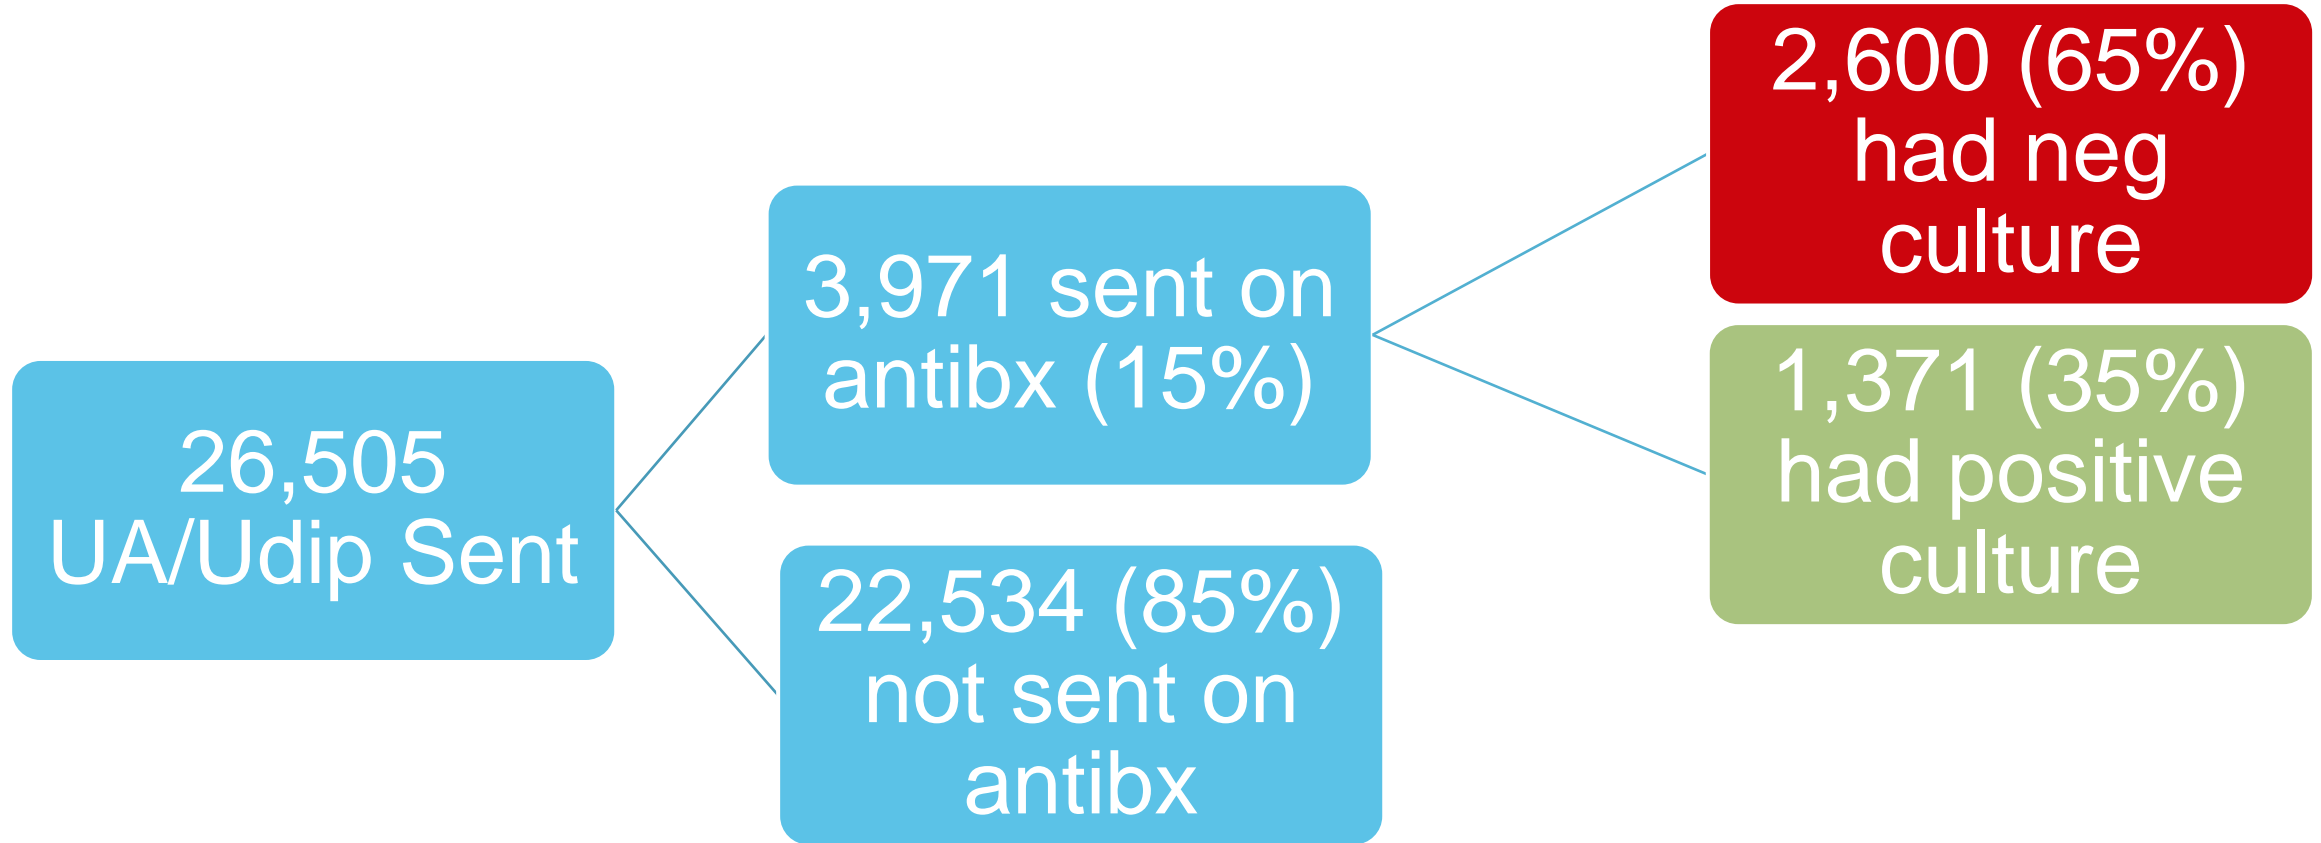 26,505
UA/Udip Sent
3,971 sent on
antibx (15%)
22,534 (85%)
not sent on
antibx
2,600 (65%)
had neg
culture
1,371 (35%)
had positive
culture